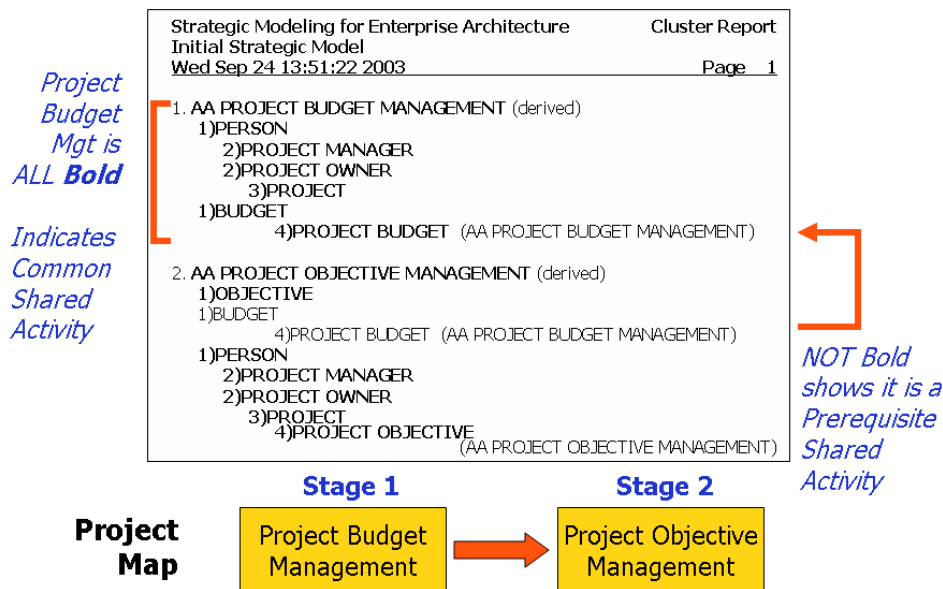 Strategic Modeling for Enterprise Architecture Cluster Report
Initial Strategic Model
Wed Sep 24 13:51:22 2003 Page 1
Project
Budget
Mgt is
ALL Bold
Indicates
Common
Shared
Activity
1. AA PROJECT BUDGET MANAGEMENT (derived)
1)PERSON
2)PROJECT MANAGER
2)PROJECT OWNER
3)PROJECT
1)BUDGET
4)PROJECT BUDGET (AA PROJECT BUDGET MANAGEMENT)
2. AA PROJECT OBJECTIVE MANAGEMENT (derived)
1)OBJECTIVE
1)BUDGET
4)PROJECT BUDGET (AA PROJECT BUDGET MANAGEMENT)
1)PERSON
2)PROJECT MANAGER
2)PROJECT OWNER
3)PROJECT
4)PROJECT OBJECTIVE
(AA PROJECT OBJECTIVE MANAGEMENT)
NOT Bold
shows it is a
Prerequisite
Shared
Activity
Stage 1 Stage 2
Project
Map
Project Budget
Management
Project Objective
Management